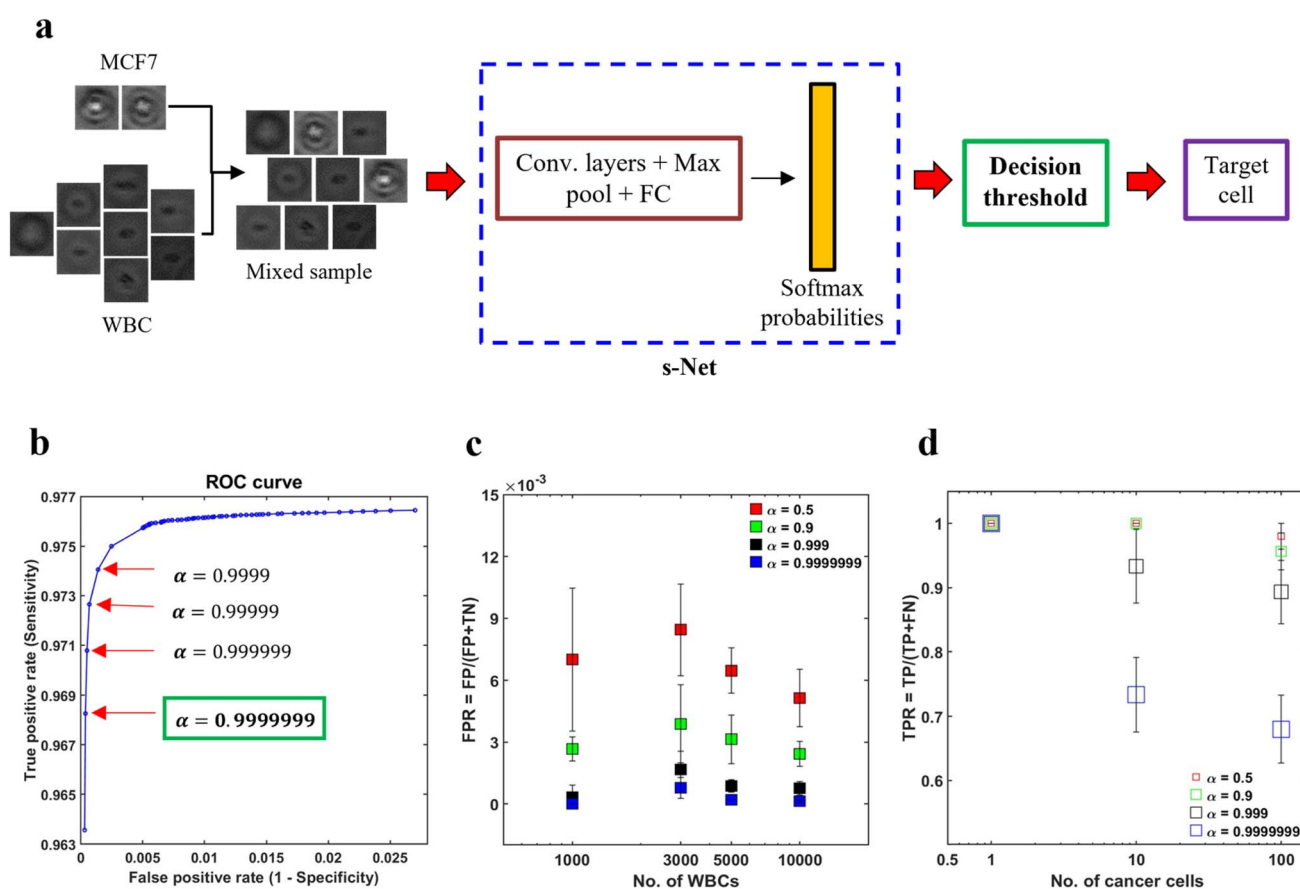 a
MCF7
WBC
Mixed sample
Conv. layers + Max
pool + FC
Softmax
probabilities
s-Net
Decision
threshold
Target
cell
b
ROC curve
True positive rate (Sensitivity)
0.977
0.975
0.973
0.971
0.969
0.967
0.965
0.963
α = 0.9999
α = 0.99999
α = 0.999999
α = 0.9999999
0
0.005
0.01
0.015
0.02
0.025
False positive rate (1 - Specificity)
c
×10⁻³
FPR = FP/(FP+TN)
15
12
9
6
3
0
α = 0.5
α = 0.9
α = 0.999
α = 0.9999999
1000
3000
5000
10000
No. of WBCs
d
TPR = TP/(TP+FN)
1
0.9
0.8
0.7
0.6
α = 0.5
α = 0.9
α = 0.999
α = 0.9999999
0.5
1
10
100
No. of cancer cells